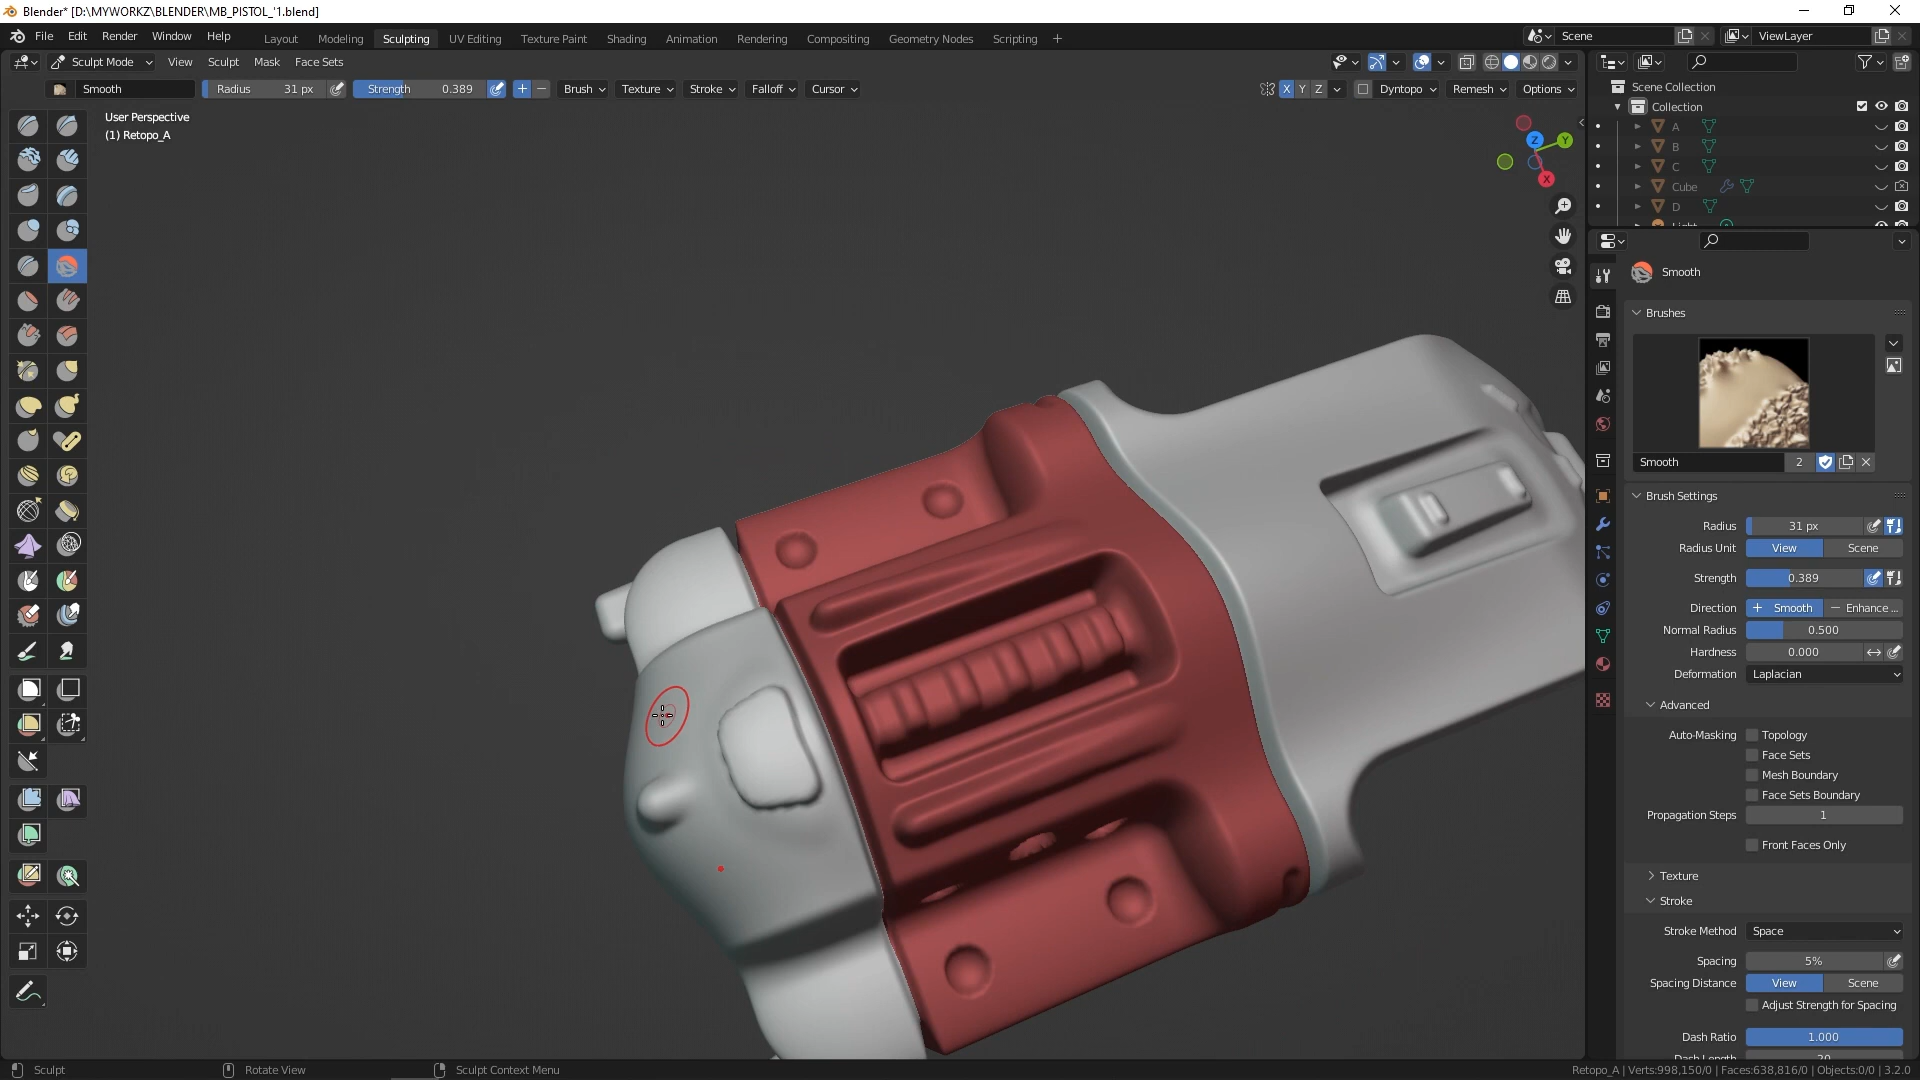 Blender* [D:\MYWORKZ\BLENDER\MB_PISTOL_'1.blend]
File Edit Render Window Help Layout Modeling Sculpting UV Editing Texture Paint Shading Animation Rendering Compositing Geometry Nodes Scripting + Scene ViewLayer
Sculpt Mode View Sculpt Mask Face Sets
Smooth Radius 31 px Strength 0.389 Brush Texture Stroke Falloff Cursor X Y Z Dyntopo Remesh Options
User Perspective
(1) Retopo_A
Z Y X
Scene Collection
Collection
A
B
C
Cube
D
Smooth
Brushes
Smooth 2
Brush Settings
Radius 31 px
Radius Unit View Scene
Strength 0.389
Direction + Smooth − Enhance ...
Normal Radius 0.500
Hardness 0.000
Deformation Laplacian
Advanced
Auto-Masking Topology
Face Sets
Mesh Boundary
Face Sets Boundary
Propagation Steps 1
Front Faces Only
Texture
Stroke
Stroke Method Space
Spacing 5%
Spacing Distance View Scene
Adjust Strength for Spacing
Dash Ratio 1.000
Dash Length 20
Sculpt Rotate View Sculpt Context Menu Retopo_A | Verts:998,150/0 | Faces:638,816/0 | Objects:0/0 | 3.2.0